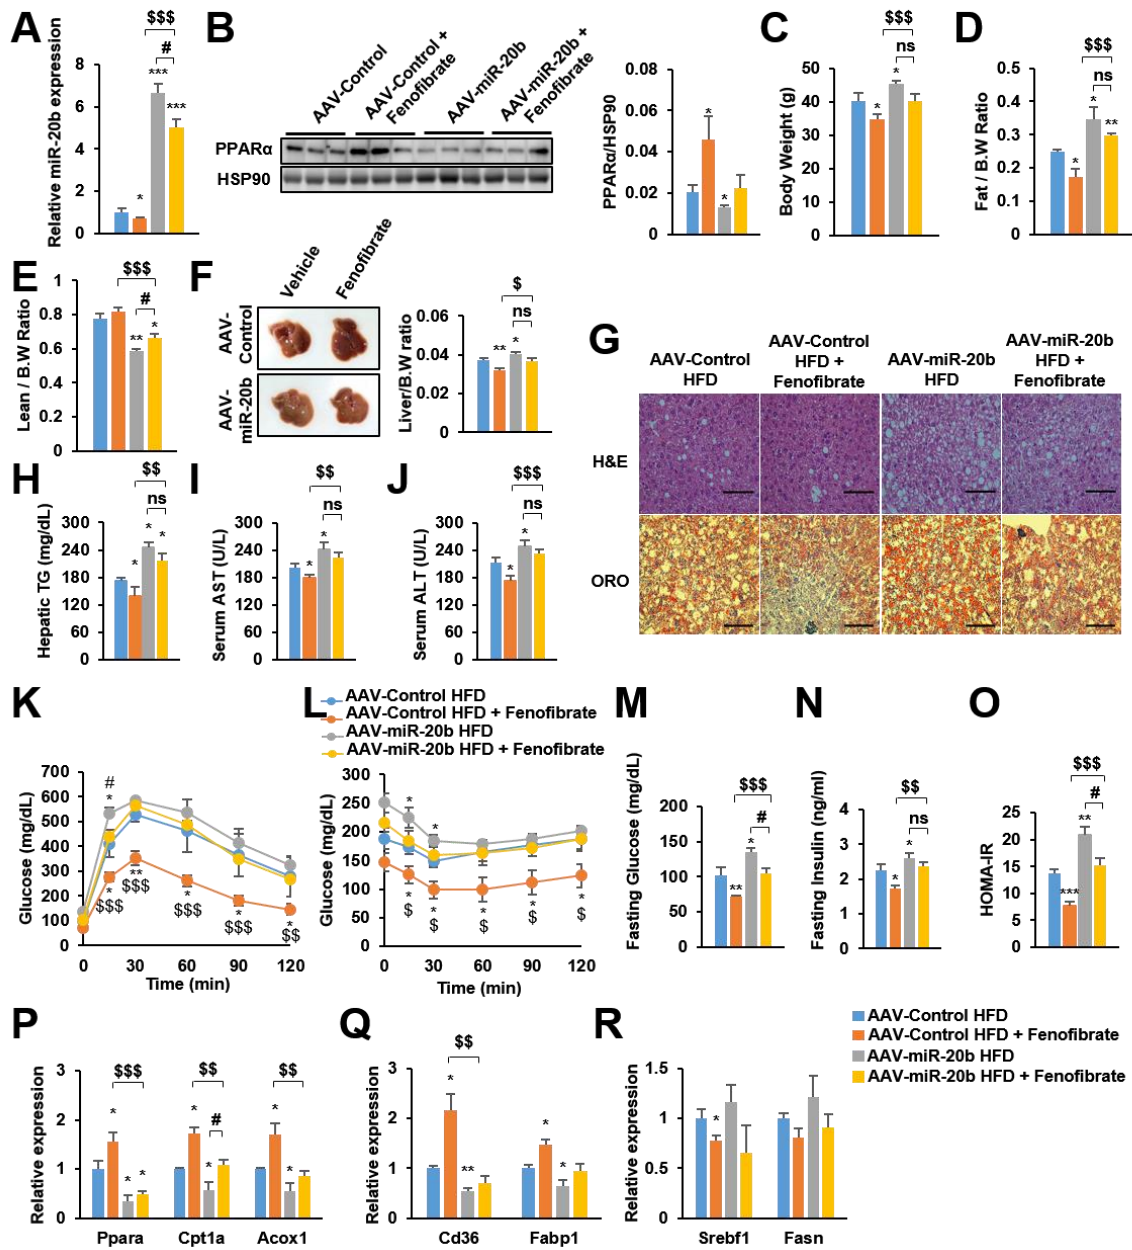 A
Relative miR-20b expression
8
6
4
2
0
*
***
***
#
$$$
B
AAV-Control
AAV-Control +
Fenofibrate
AAV-miR-20b
AAV-miR-20b +
Fenofibrate
PPARα
HSP90
PPARα/HSP90
0.08
0.06
0.04
0.02
0
*
*
C
Body Weight (g)
50
40
30
20
10
0
*
*
ns
$$$
D
Fat / B.W Ratio
0.5
0.4
0.3
0.2
0.1
0
*
*
**
ns
$$$
E
Lean / B.W Ratio
1
0.8
0.6
0.4
0.2
0
**
*
#
$$$
F
Vehicle
Fenofibrate
AAV-
Control
AAV-
miR-20b
Liver/B.W ratio
0.06
0.04
0.02
0
**
*
ns
$
G
AAV-Control
HFD
AAV-Control
HFD +
Fenofibrate
AAV-miR-20b
HFD
AAV-miR-20b
HFD +
Fenofibrate
H&E
ORO
H
Hepatic TG (mg/dL)
300
240
180
120
60
0
*
*
*
ns
$$
I
Serum AST (U/L)
300
240
180
120
60
0
*
*
ns
$$
J
Serum ALT (U/L)
300
240
180
120
60
0
*
*
ns
$$$
K
Glucose (mg/dL)
700
600
500
400
300
200
100
0
#
*
*
$$$
**
$$$
*
$$$
*
$$$
*
$$
0 30 60 90 120
Time (min)
L
AAV-Control HFD
AAV-Control HFD + Fenofibrate
AAV-miR-20b HFD
AAV-miR-20b HFD + Fenofibrate
Glucose (mg/dL)
300
250
200
150
100
50
0
*
*
*
$
*
$
*
$
*
$
*
$
0 30 60 90 120
Time (min)
M
Fasting Glucose (mg/dL)
200
150
100
50
0
**
*
#
$$$
N
Fasting Insulin (ng/ml)
4
3
2
1
0
*
*
ns
$$
O
HOMA-IR
25
20
15
10
5
0
***
**
#
$$$
P
Relative expression
3
2
1
0
*
*
*
$$$
*
*
#
$$
*
*
$$
Ppara Cpt1a Acox1
Q
Relative expression
3
2
1
0
*
**
$$
*
*
Cd36 Fabp1
R
Relative expression
1.5
1
0.5
0
*
Srebf1 Fasn
AAV-Control HFD
AAV-Control HFD + Fenofibrate
AAV-miR-20b HFD
AAV-miR-20b HFD + Fenofibrate